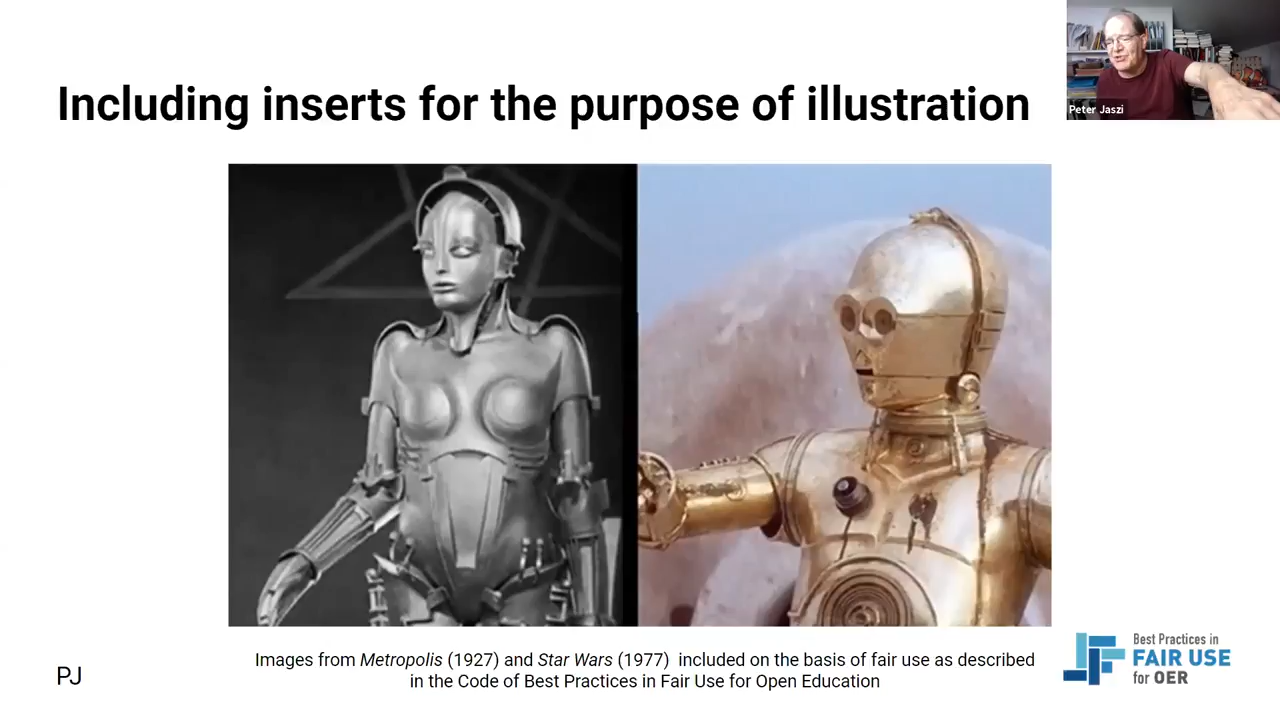 Including inserts for the purpose of illustration
Peter Jaszi
Images from Metropolis (1927) and Star Wars (1977) included on the basis of fair use as described
in the Code of Best Practices in Fair Use for Open Education
PJ
Best Practices in
FAIR USE
for OER